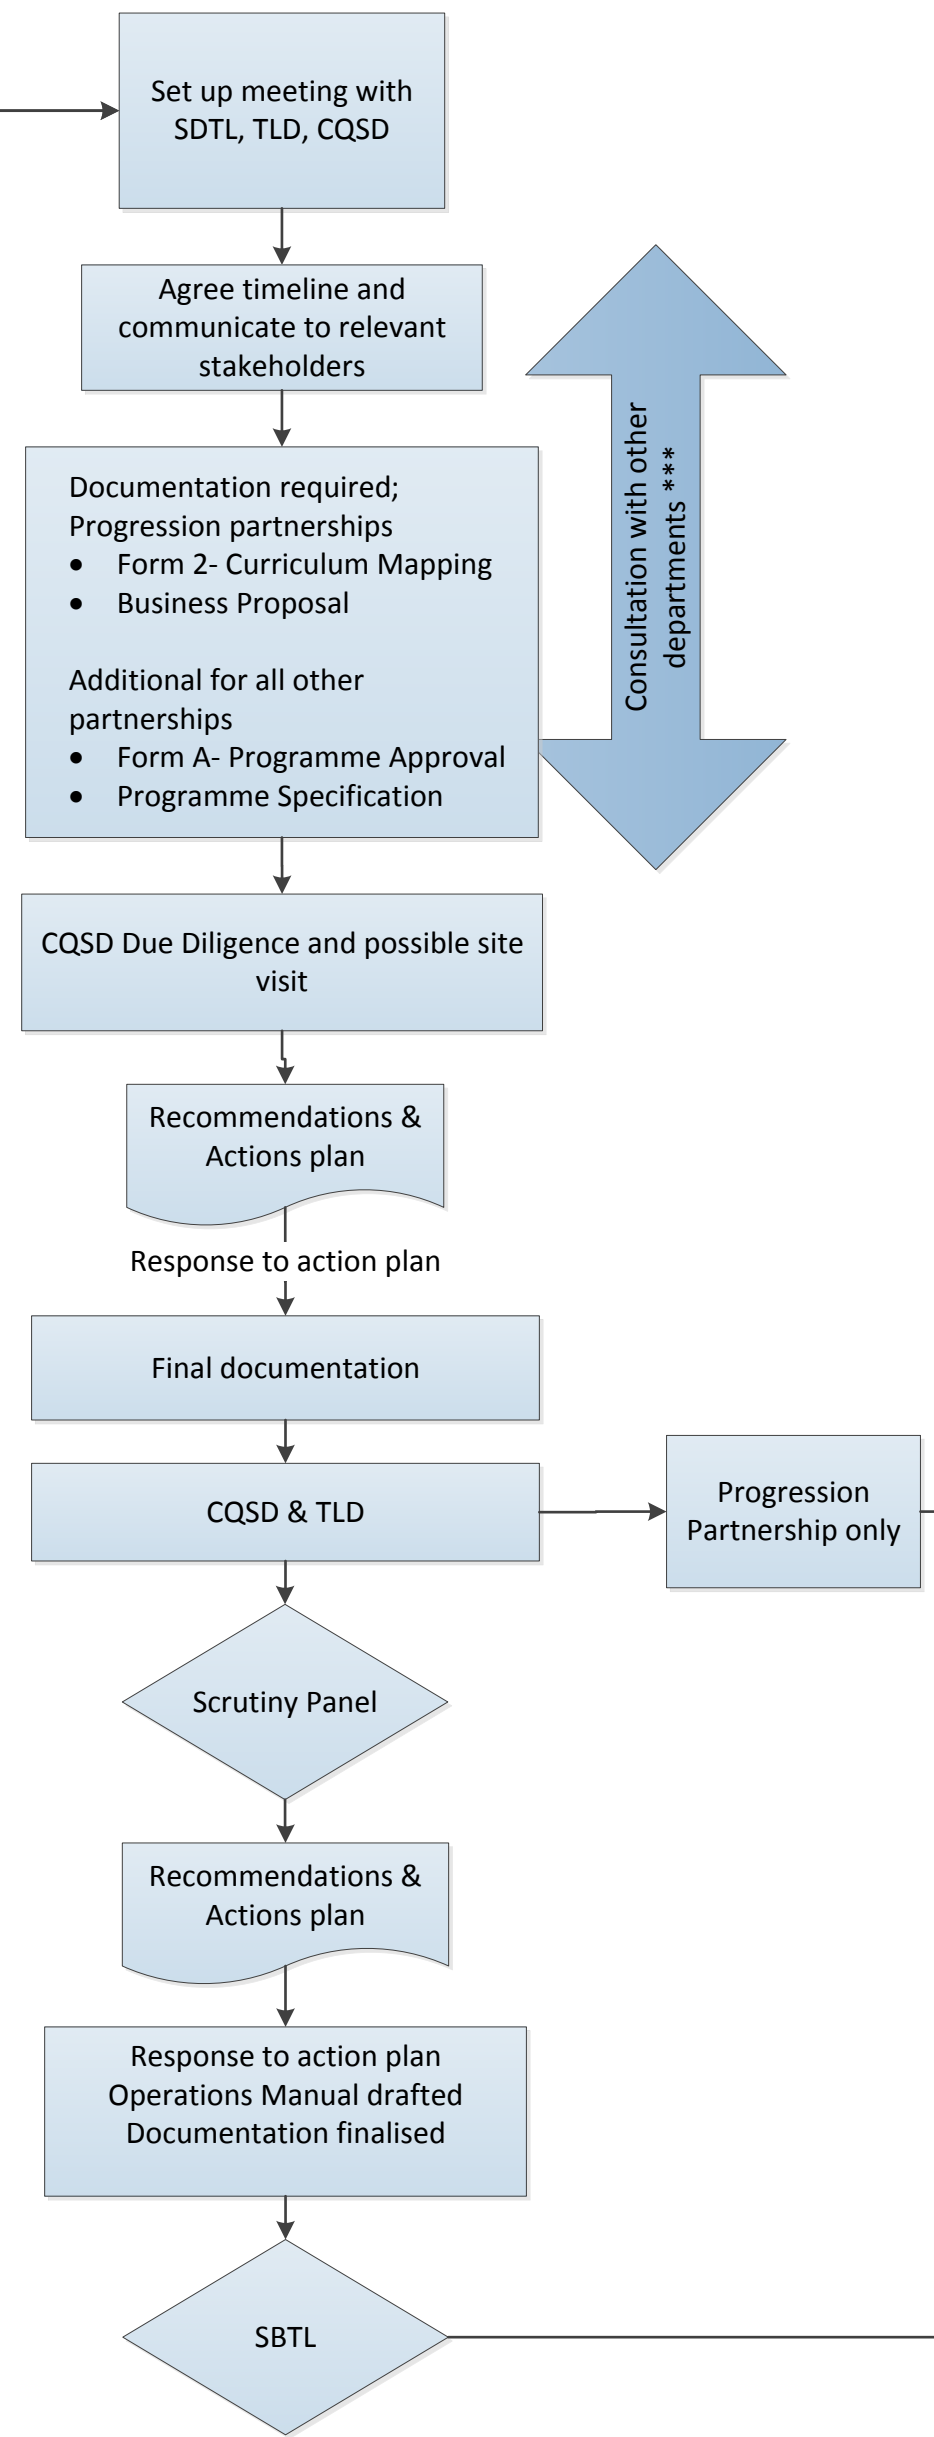 Set up meeting with
SDTL, TLD, CQSD
Agree timeline and
communicate to relevant
stakeholders
Consultation with other
departments ***
Documentation required;
Progression partnerships
• Form 2- Curriculum Mapping
• Business Proposal
Additional for all other
partnerships
• Form A- Programme Approval
• Programme Specification
CQSD Due Diligence and possible site
visit
Recommendations &
Actions plan
Response to action plan
Final documentation
CQSD & TLD
Progression
Partnership only
Scrutiny Panel
Recommendations &
Actions plan
Response to action plan
Operations Manual drafted
Documentation finalised
SBTL